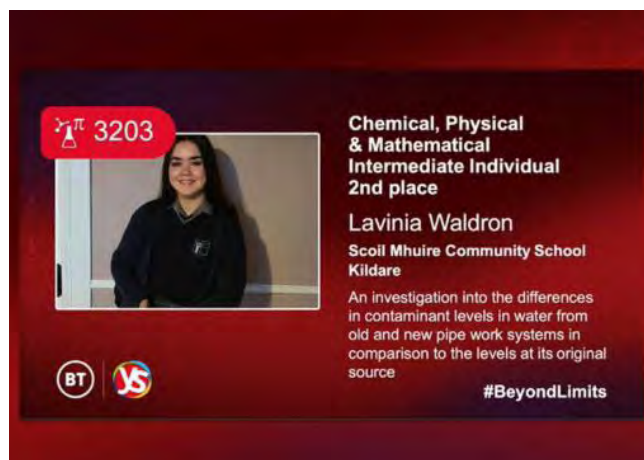 π 3203
Chemical, Physical
& Mathematical
Intermediate Individual
2nd place
Lavinia Waldron
Scoil Mhuire Community School
Kildare
An investigation into the differences
in contaminant levels in water from
old and new pipe work systems in
comparison to the levels at its original
source
BT YS
#BeyondLimits